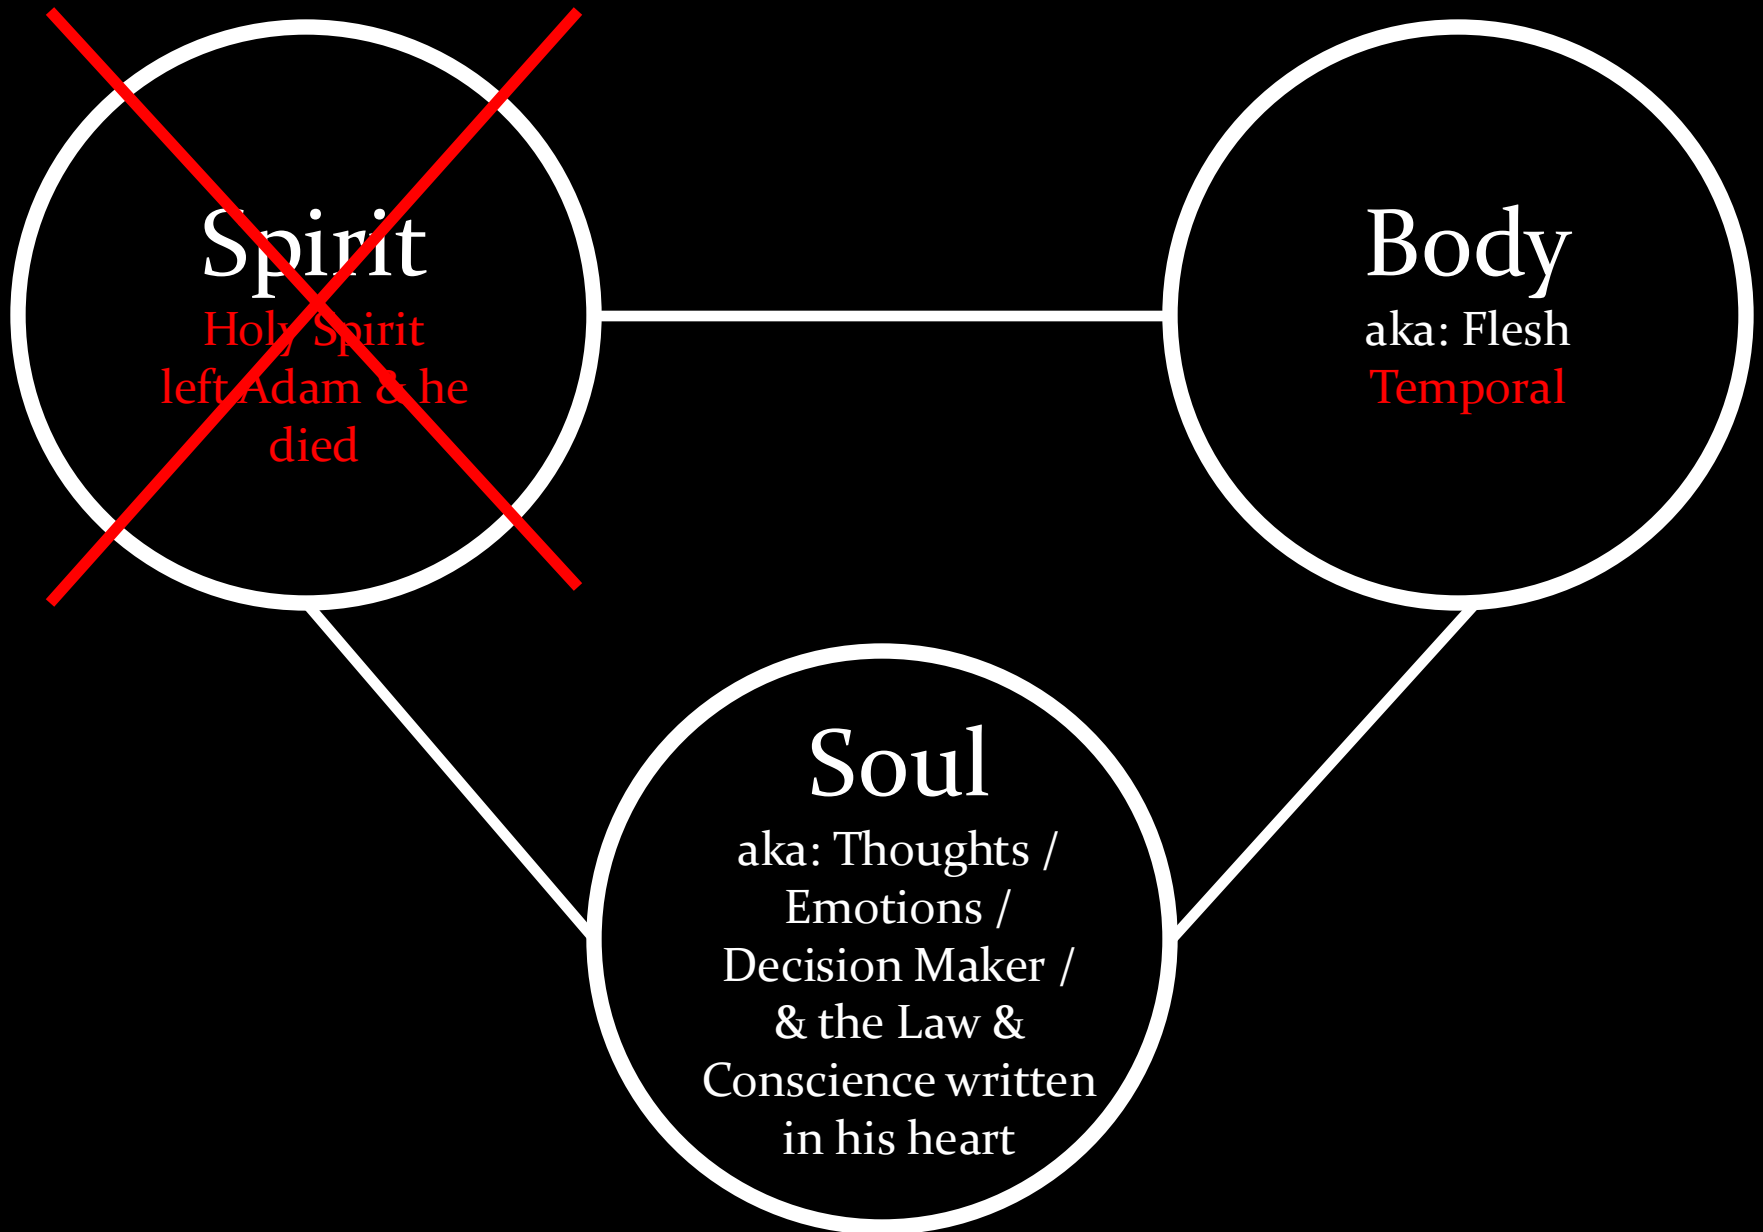 Spirit
Holy Spirit
left Adam & he
died
Body
aka: Flesh
Temporal
Soul
aka: Thoughts /
Emotions /
Decision Maker /
& the Law &
Conscience written
in his heart